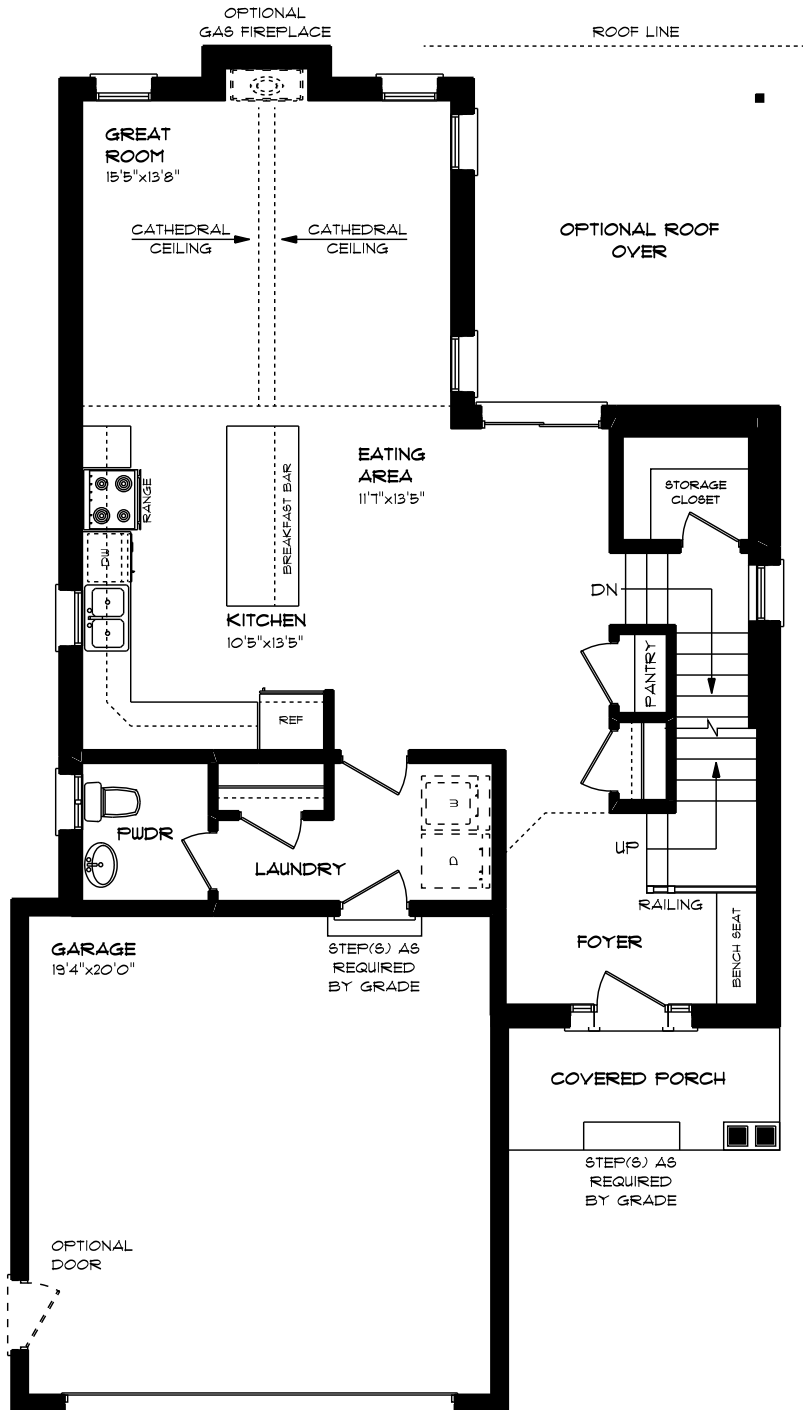 OPTIONAL
GAS FIREPLACE
ROOF LINE
GREAT
ROOM
15'5"x13'8"
CATHEDRAL
CEILING
CATHEDRAL
CEILING
OPTIONAL ROOF
OVER
EATING
AREA
11'7"x13'5"
BREAKFAST BAR
RANGE
DW
STORAGE
CLOSET
DN
KITCHEN
10'5"x13'5"
PANTRY
REF
PWDR
LAUNDRY
W
D
UP
RAILING
FOYER
BENCH SEAT
GARAGE
19'4"x20'0"
STEP(S) AS
REQUIRED
BY GRADE
COVERED PORCH
STEP(S) AS
REQUIRED
BY GRADE
OPTIONAL
DOOR